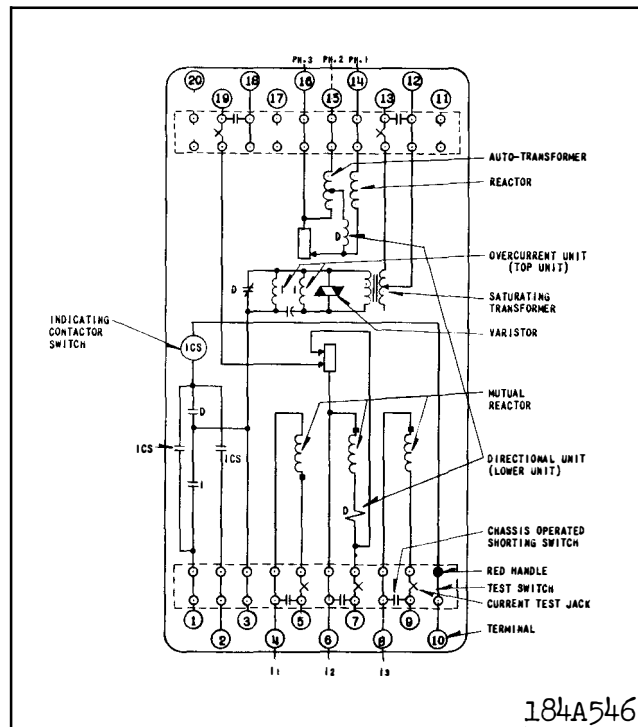 PH.3 PH.2 PH.1
20 18 16 15 14 12
19 17 13 11
AUTO-TRANSFORMER
REACTOR
D
OVERCURRENT UNIT
(TOP UNIT)
D I I
SATURATING
TRANSFORMER
INDICATING
CONTACTOR
SWITCH
VARISTOR
ICS
MUTUAL
REACTOR
D
ICS
ICS
DIRECTIONAL UNIT
(LOWER UNIT)
I
D
CHASSIS OPERATED
SHORTING SWITCH
RED HANDLE
TEST SWITCH
CURRENT TEST JACK
1 3 5 7 9
2 4 6 8 10
TERMINAL
I1 I2 I3
184A546